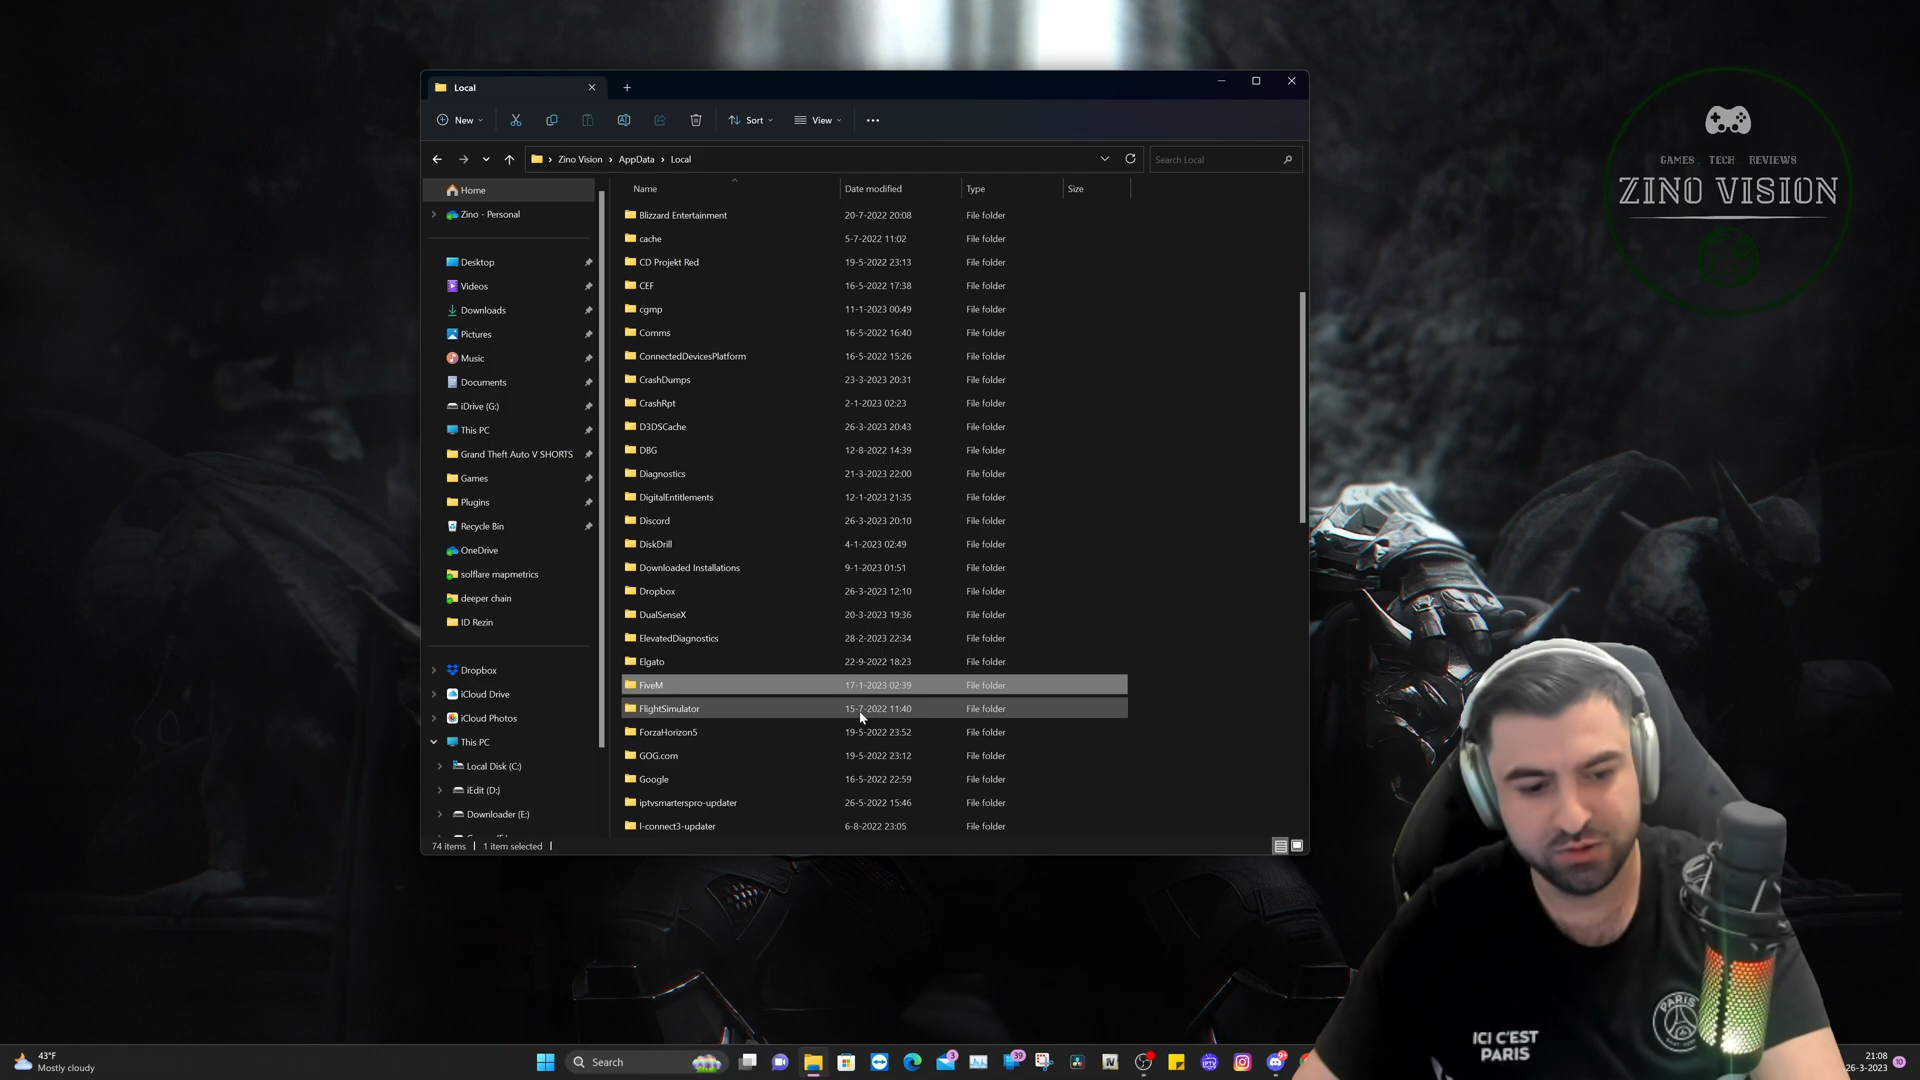 Local
New
Sort
View
Zino Vision
AppData
Local
Search Local
Home
Zino - Personal
Desktop
Videos
Downloads
Pictures
Music
Documents
iDrive (G:)
This PC
Grand Theft Auto V SHORTS
Games
Plugins
Recycle Bin
OneDrive
solflare mapmetrics
deeper chain
ID Rezin
Dropbox
iCloud Drive
iCloud Photos
This PC
Local Disk (C:)
iEdit (D:)
Downloader (E:)
Name Date modified Type Size
Blizzard Entertainment 20-7-2022 20:08 File folder
cache 5-7-2022 11:02 File folder
CD Projekt Red 19-5-2022 23:13 File folder
CEF 16-5-2022 17:38 File folder
cgmp 11-1-2023 00:49 File folder
Comms 16-5-2022 16:40 File folder
ConnectedDevicesPlatform 16-5-2022 15:26 File folder
CrashDumps 23-3-2023 20:31 File folder
CrashRpt 2-1-2023 02:23 File folder
D3DSCache 26-3-2023 20:43 File folder
DBG 12-8-2022 14:39 File folder
Diagnostics 21-3-2023 22:00 File folder
DigitalEntitlements 12-1-2023 21:35 File folder
Discord 26-3-2023 20:10 File folder
DiskDrill 4-1-2023 02:49 File folder
Downloaded Installations 9-1-2023 01:51 File folder
Dropbox 26-3-2023 12:10 File folder
DualSenseX 20-3-2023 19:36 File folder
ElevatedDiagnostics 28-2-2023 22:34 File folder
Elgato 22-9-2022 18:23 File folder
FiveM 17-1-2023 02:39 File folder
FlightSimulator 15-7-2022 11:40 File folder
ForzaHorizon5 19-5-2022 23:52 File folder
GOG.com 19-5-2022 23:12 File folder
Google 16-5-2022 22:59 File folder
iptvsmarterspro-updater 26-5-2022 15:46 File folder
l-connect3-updater 6-8-2022 23:05 File folder
74 items 1 item selected
GAMES . TECH . REVIEWS
ZINO VISION
ICI C'EST
PARIS
PARIS
43°F
Mostly cloudy
Search
3
39
IV
IPTV
9+
21:08
26-3-2023
10